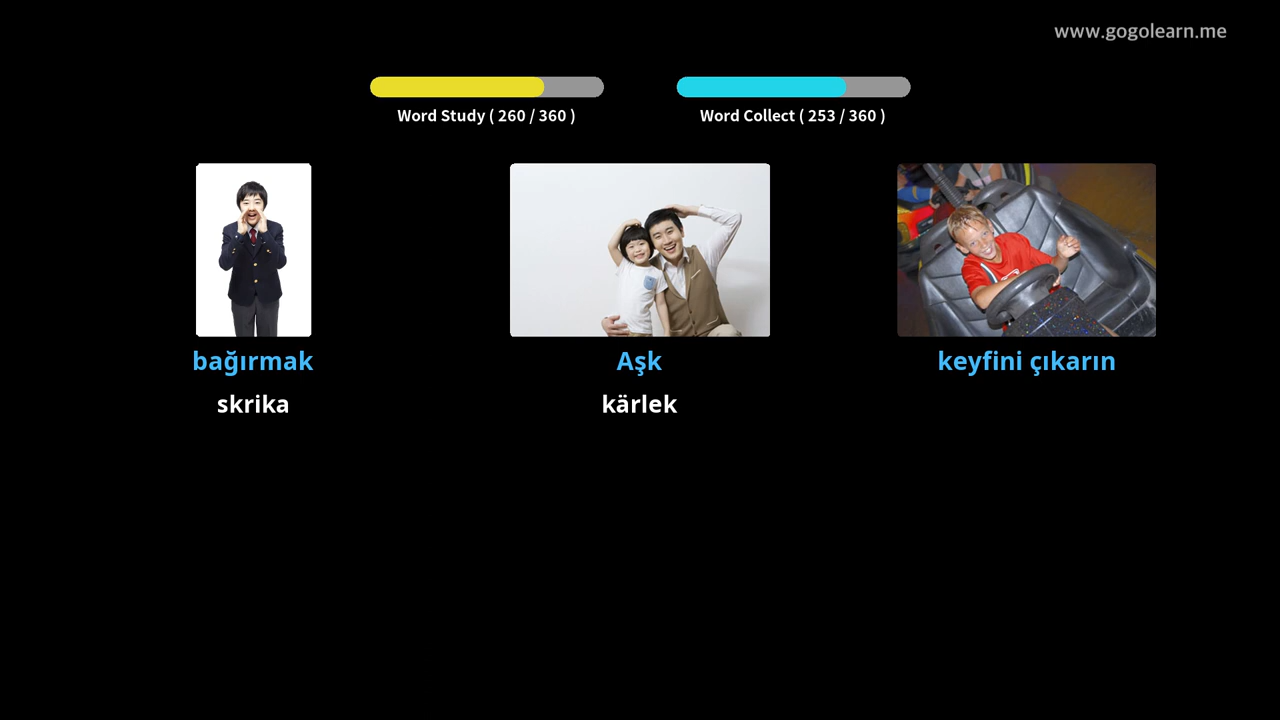 www.gogolearn.me
Word Study ( 260 / 360 )
Word Collect ( 253 / 360 )
bağırmak
Aşk
keyfini çıkarın
skrika
kärlek